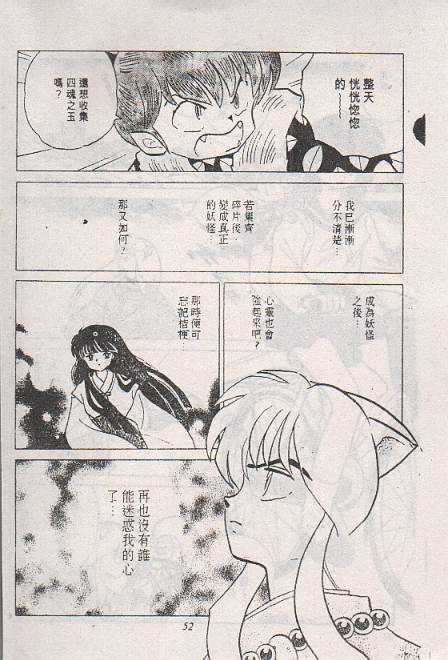 整天
恍恍惚惚
的~~
還想收集
四魂之玉
嗎？
我已漸漸
分不清楚…
若集齊
碎片後，
變成真正
的妖怪…
那又如何？
成為妖怪
之後…
心靈也會
強起來吧？
那時便可
忘記桔梗…
再也沒有誰
能迷惑我的心
了…
52